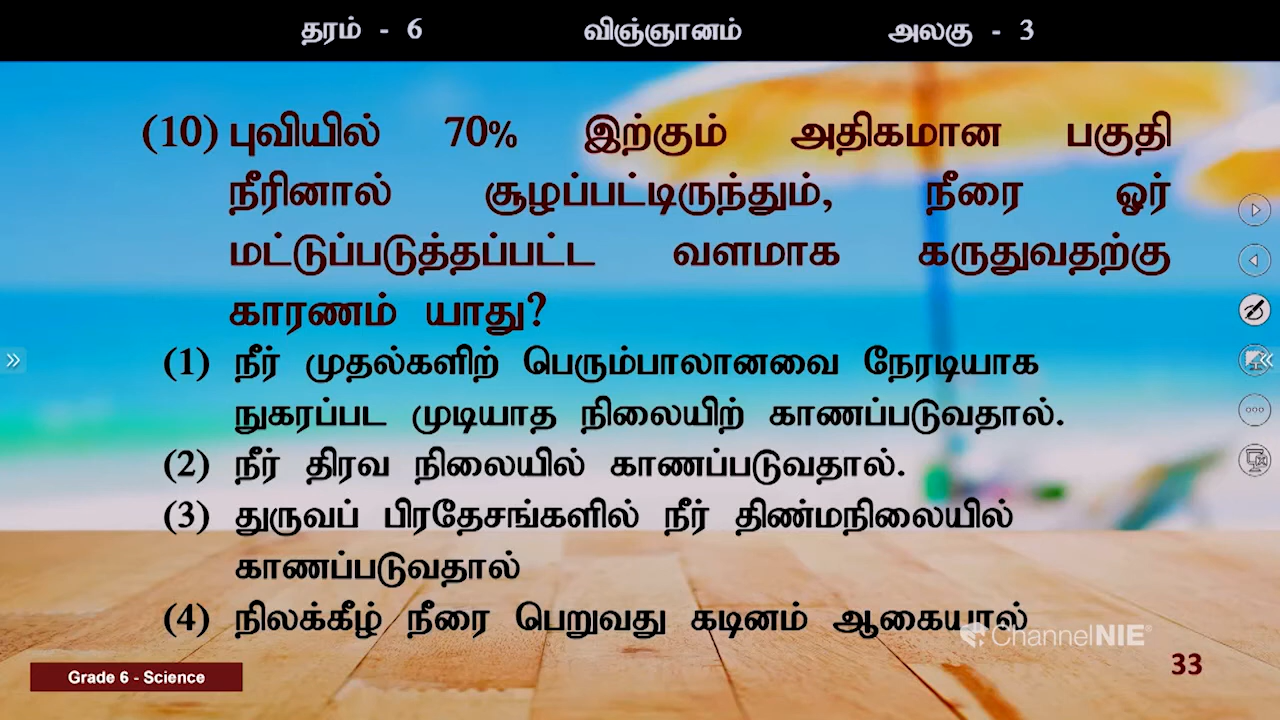 தரம் - 6 விஞ்ஞானம் அலகு - 3
(10) புவியில் 70% இற்கும் அதிகமான பகுதி
நீரினால் சூழப்பட்டிருந்தும், நீரை ஓர்
மட்டுப்படுத்தப்பட்ட வளமாக கருதுவதற்கு
காரணம் யாது?
(1) நீர் முதல்களிற் பெரும்பாலானவை நேரடியாக
நுகரப்பட முடியாத நிலையிற் காணப்படுவதால்.
(2) நீர் திரவ நிலையில் காணப்படுவதால்.
(3) துருவப் பிரதேசங்களில் நீர் திண்மநிலையில்
காணப்படுவதால்
(4) நிலக்கீழ் நீரை பெறுவது கடினம் ஆகையால்
ChannelNIE®
33
Grade 6 - Science